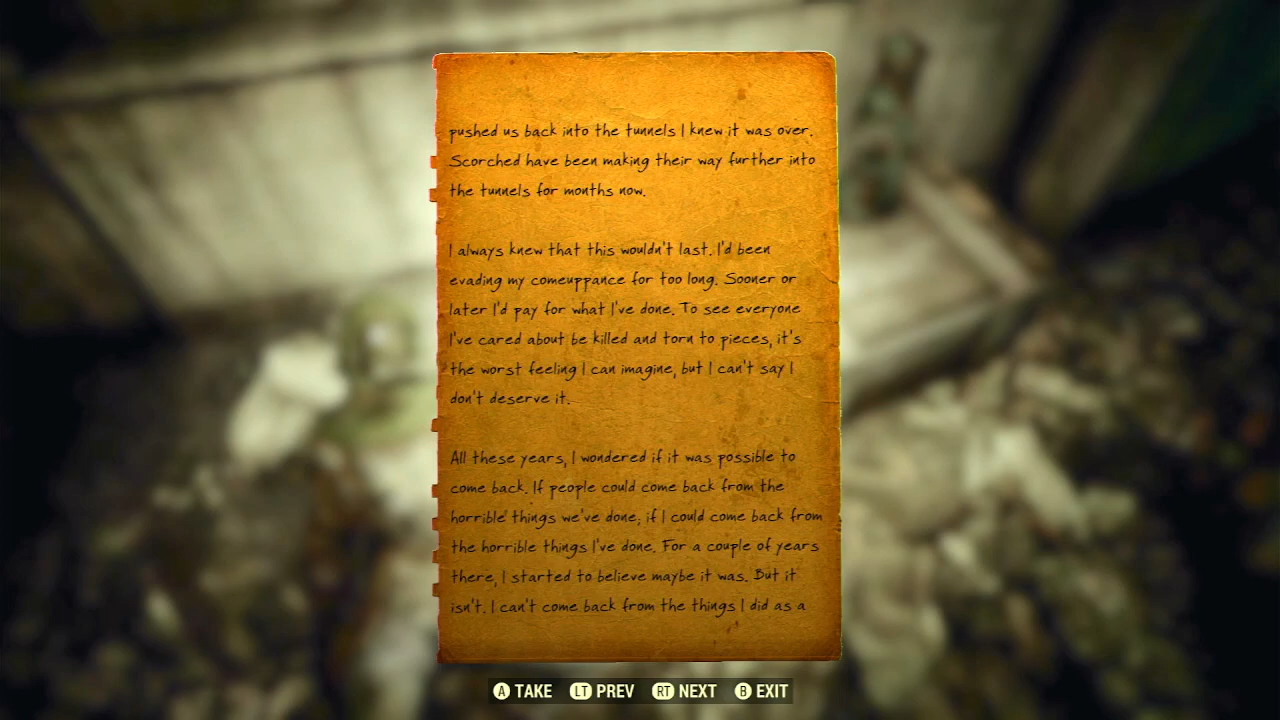 pushed us back into the tunnels I knew it was over.
Scorched have been making their way further into
the tunnels for months now.
I always knew that this wouldn't last. I'd been
evading my comeuppance for too long. Sooner or
later I'd pay for what I've done. To see everyone
I've cared about be killed and torn to pieces, it's
the worst feeling I can imagine, but I can't say I
don't deserve it.
All these years, I wondered if it was possible to
come back. If people could come back from the
horrible things we've done, if I could come back from
the horrible things I've done. For a couple of years
there, I started to believe maybe it was. But it
isn't. I can't come back from the things I did as a
A TAKE LT PREV RT NEXT B EXIT